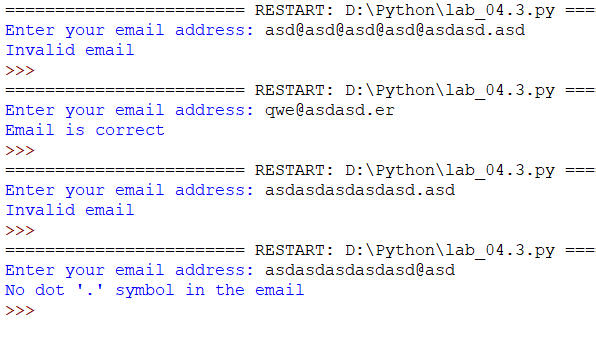 ======================== RESTART: D:\Python\lab_04.3.py ===
Enter your email address: asd@asd@asd@asd@asdasd.asd
Invalid email
>>>
======================== RESTART: D:\Python\lab_04.3.py ===
Enter your email address: qwe@asdasd.er
Email is correct
>>>
======================== RESTART: D:\Python\lab_04.3.py ===
Enter your email address: asdasdasdasdasd.asd
Invalid email
>>>
======================== RESTART: D:\Python\lab_04.3.py ===
Enter your email address: asdasdasdasdasd@asd
No dot '.' symbol in the email
>>>